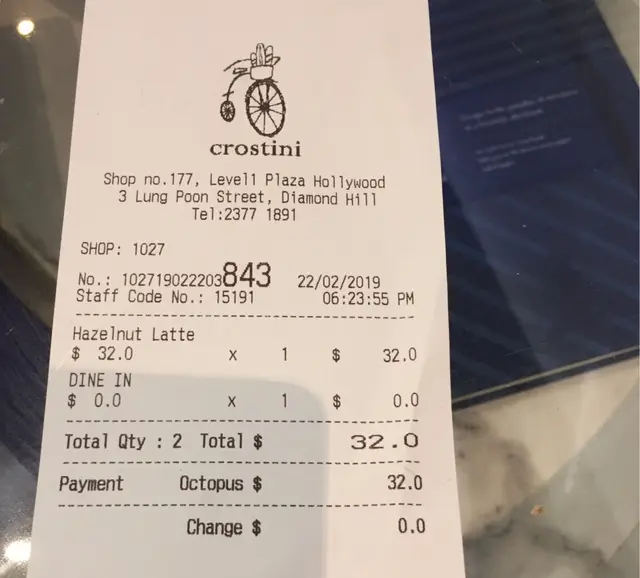 crostini
Shop no.177, Level1 Plaza Hollywood
3 Lung Poon Street, Diamond Hill
Tel:2377 1891
SHOP: 1027
No.: 102719022203843 22/02/2019
Staff Code No.: 15191 06:23:55 PM
Hazelnut Latte
$ 32.0 x 1 $ 32.0
DINE IN
$ 0.0 x 1 $ 0.0
Total Qty : 2 Total $ 32.0
Payment Octopus $ 32.0
Change $ 0.0